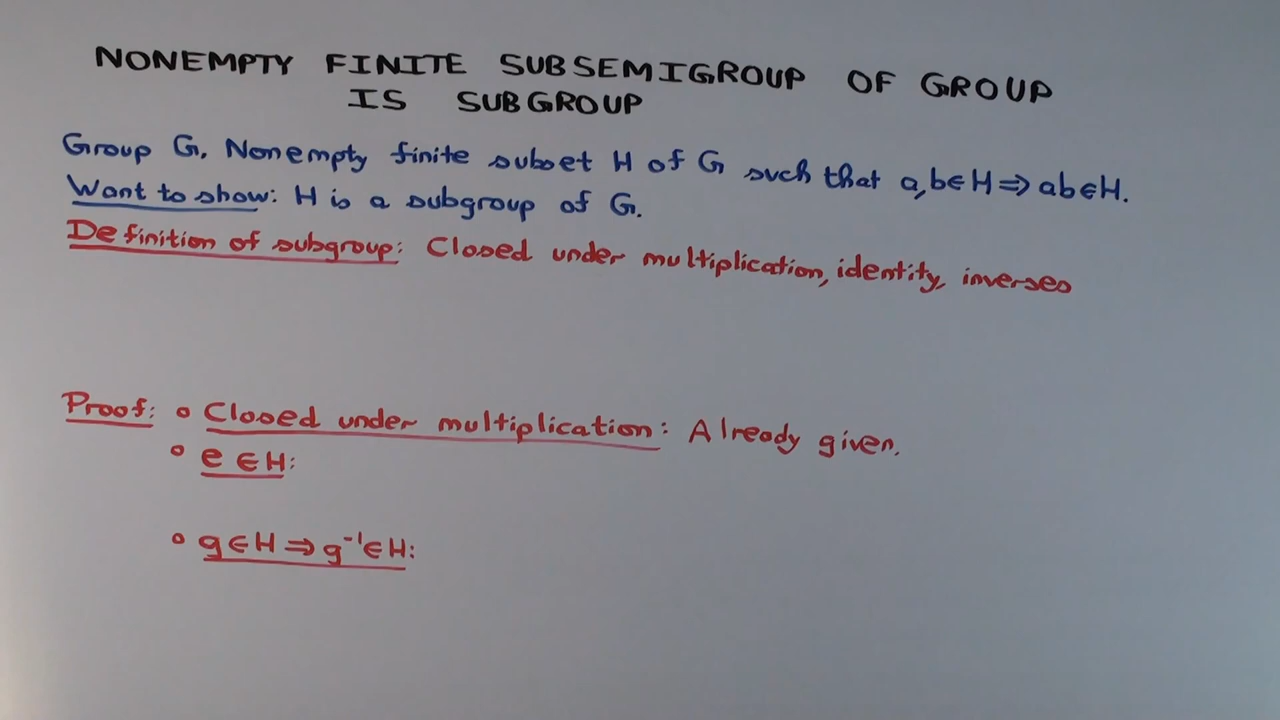 NONEMPTY FINITE SUBSEMIGROUP OF GROUP
IS SUBGROUP
Group G. Nonempty finite subset H of G such that a,b∈H⇒ab∈H.
Want to show: H is a subgroup of G.
Definition of subgroup: Closed under multiplication, identity, inverses
Proof: ∘ Closed under multiplication: Already given.
∘ e∈H:
∘ g∈H⇒g⁻¹∈H: